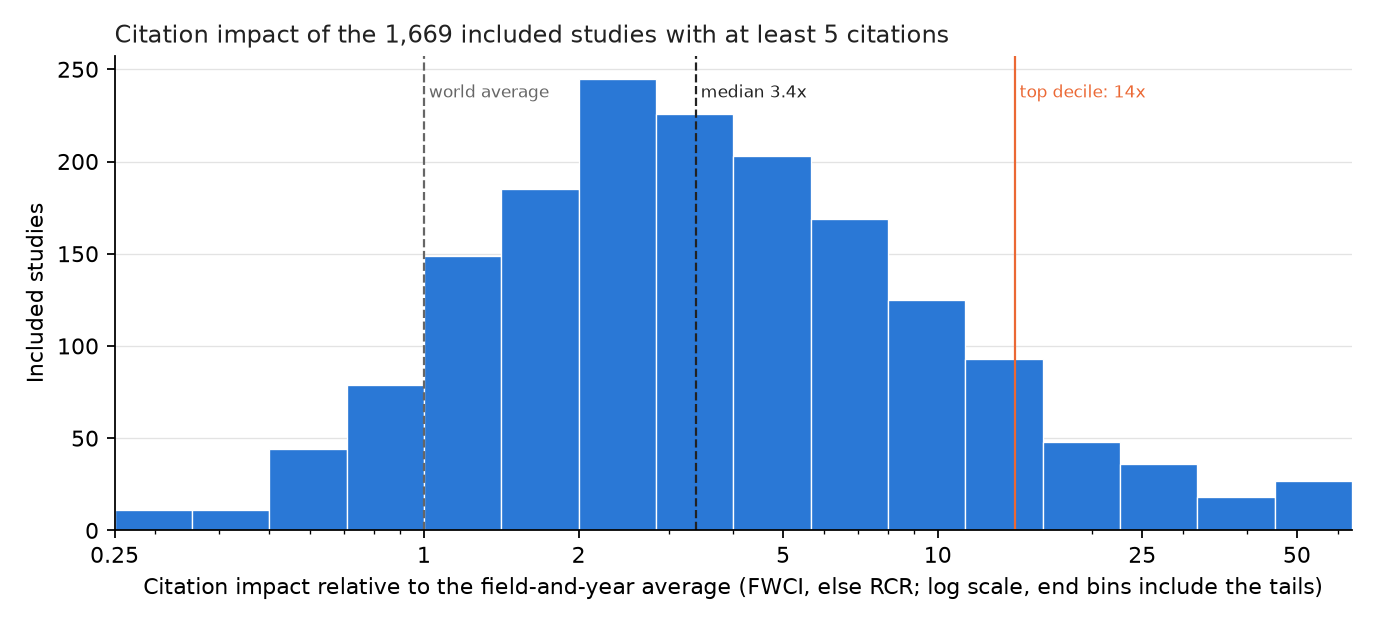 Citation impact of the 1,669 included studies with at least 5 citations
250
200
150
100
50
0
Included studies
world average
median 3.4x
top decile: 14x
0.25
1
2
5
10
25
50
Citation impact relative to the field-and-year average (FWCI, else RCR; log scale, end bins include the tails)